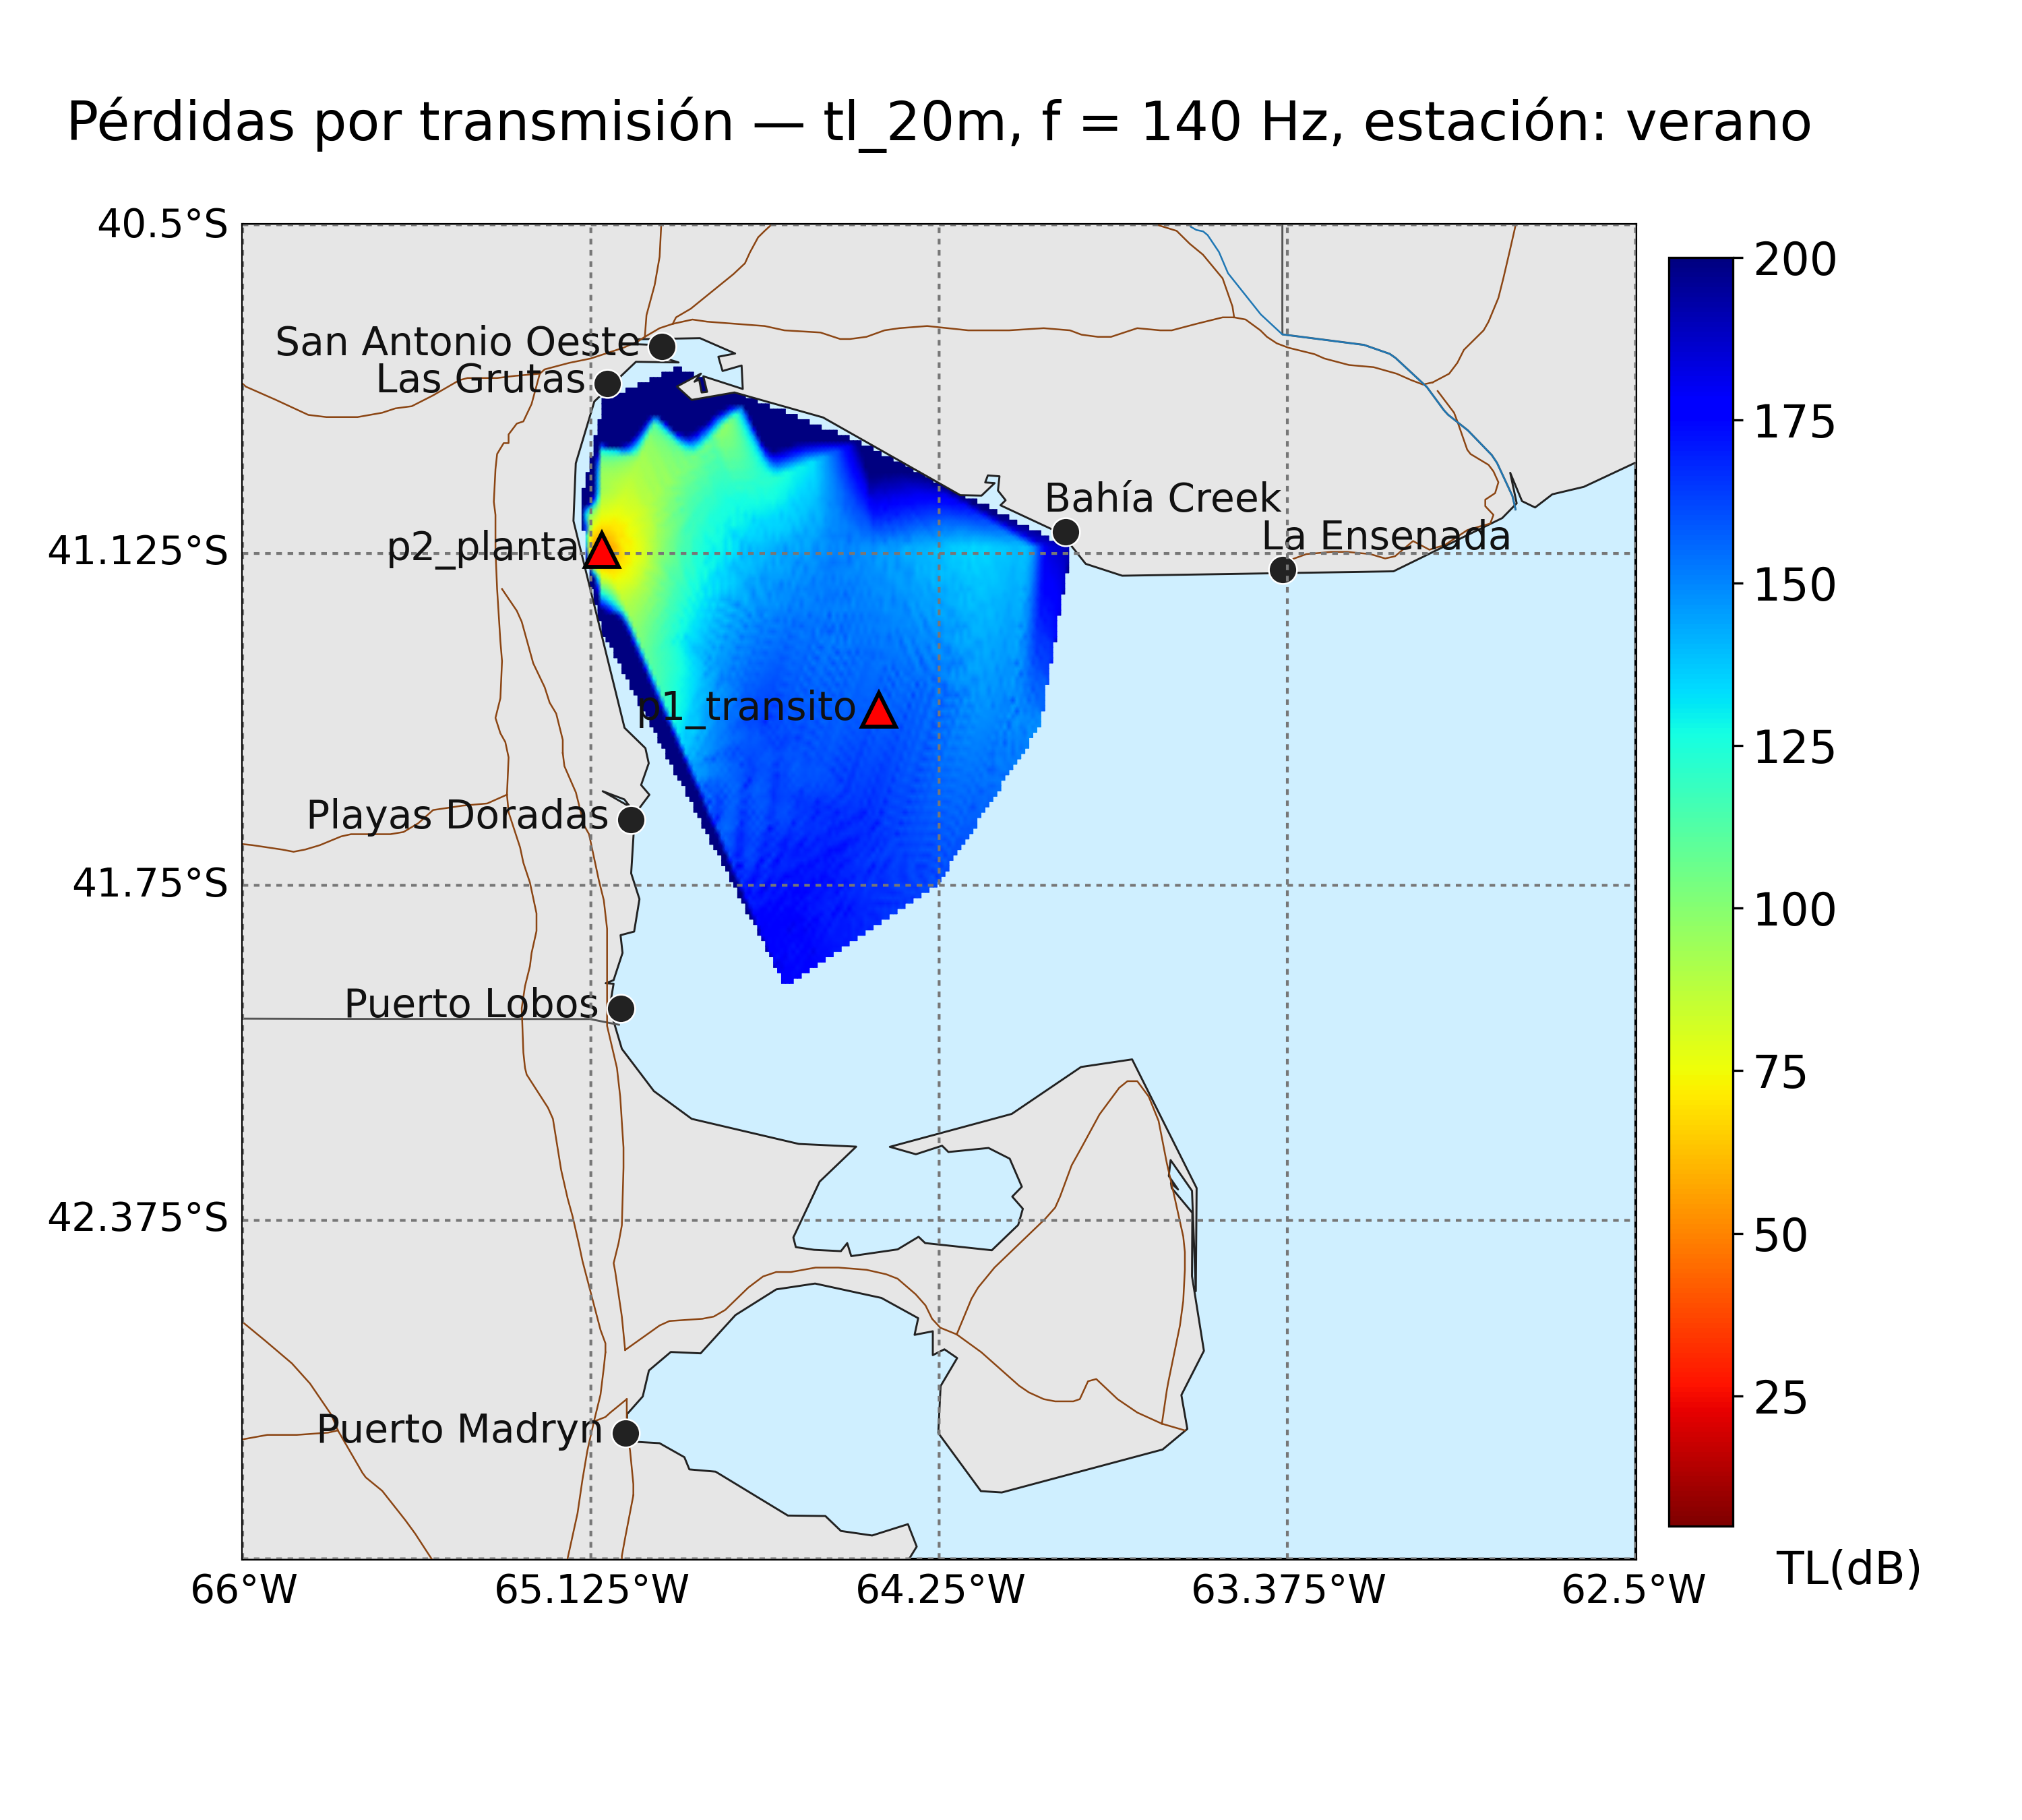 Pérdidas por transmisión — tl_20m, f = 140 Hz, estación: verano
40.5°S
200
San Antonio Oeste
Las Grutas
175
Bahía Creek
La Ensenada
p2_planta
41.125°S
150
p1_transito
125
Playas Doradas
41.75°S
100
Puerto Lobos
75
42.375°S
50
25
Puerto Madryn
TL(dB)
66°W
65.125°W
64.25°W
63.375°W
62.5°W